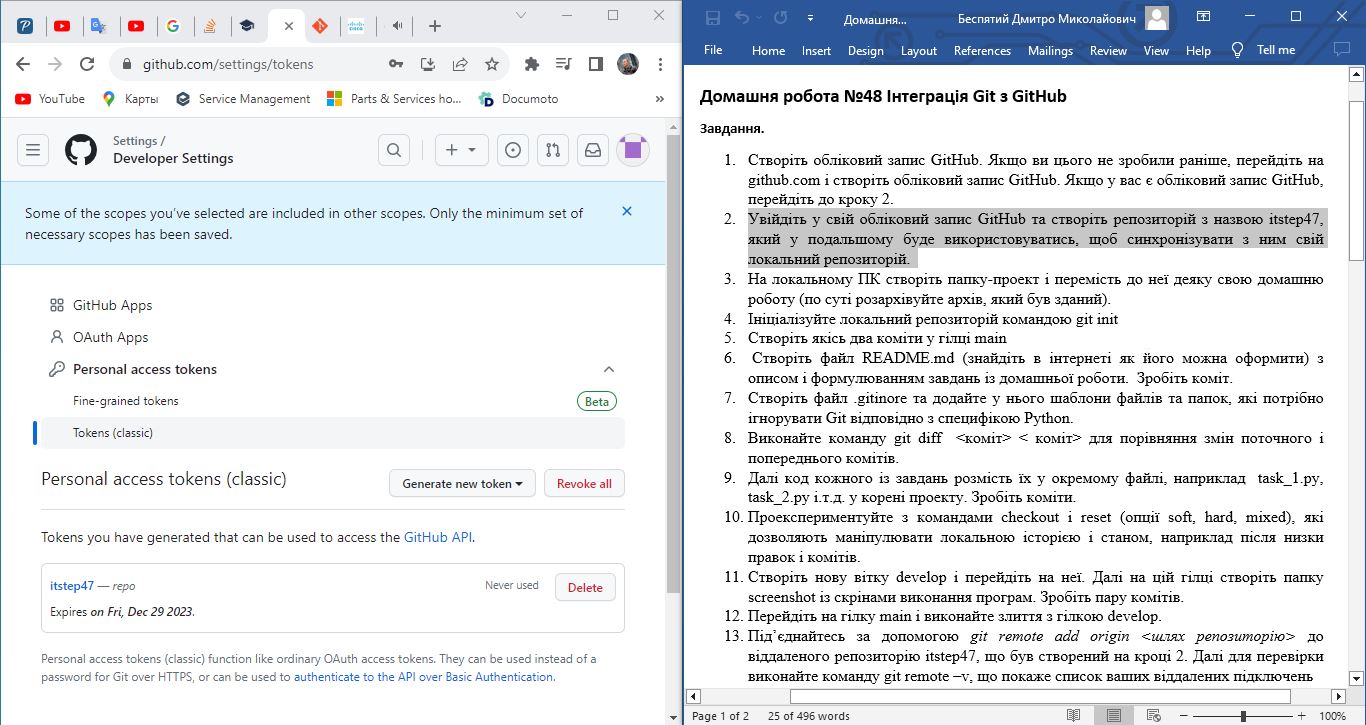 github.com/settings/tokens
YouTube
Карты
Service Management
Parts & Services ho...
Documoto
»
Settings /
Developer Settings
Some of the scopes you've selected are included in other scopes. Only the minimum set of
necessary scopes has been saved.
GitHub Apps
OAuth Apps
Personal access tokens
Fine-grained tokens
Beta
Tokens (classic)
Personal access tokens (classic)
Generate new token
Revoke all
Tokens you have generated that can be used to access the GitHub API.
itstep47 — repo
Never used
Delete
Expires on Fri, Dec 29 2023.
Personal access tokens (classic) function like ordinary OAuth access tokens. They can be used instead of a
password for Git over HTTPS, or can be used to authenticate to the API over Basic Authentication.
Домашня...
Беспятий Дмитро Миколайович
File
Home
Insert
Design
Layout
References
Mailings
Review
View
Help
Tell me
Домашня робота №48 Інтеграція Git з GitHub
Завдання.
1. Створіть обліковий запис GitHub. Якщо ви цього не зробили раніше, перейдіть на
github.com і створіть обліковий запис GitHub. Якщо у вас є обліковий запис GitHub,
перейдіть до кроку 2.
2. Увійдіть у свій обліковий запис GitHub та створіть репозиторій з назвою itstep47,
який у подальшому буде використовуватись, щоб синхронізувати з ним свій
локальний репозиторій.
3. На локальному ПК створіть папку-проект і перемість до неї деяку свою домашню
роботу (по суті розархівуйте архів, який був зданий).
4. Ініціалізуйте локальний репозиторій командою git init
5. Створіть якісь два коміти у гілці main
6. Створіть файл README.md (знайдіть в інтернеті як його можна оформити) з
описом і формулюванням завдань із домашньої роботи. Зробіть коміт.
7. Створіть файл .gitinore та додайте у нього шаблони файлів та папок, які потрібно
ігнорувати Git відповідно з специфікою Python.
8. Виконайте команду git diff <коміт> < коміт> для порівняння змін поточного і
попереднього комітів.
9. Далі код кожного із завдань розмість їх у окремому файлі, наприклад task_1.py,
task_2.py і.т.д. у корені проекту. Зробіть коміти.
10. Проекспериментуйте з командами checkout і reset (опції soft, hard, mixed), які
дозволяють маніпулювати локальною історією і станом, наприклад після низки
правок і комітів.
11. Створіть нову вітку develop і перейдіть на неї. Далі на цій гілці створіть папку
screenshot із скрінами виконання програм. Зробіть пару комітів.
12. Перейдіть на гілку main і виконайте злиття з гілкою develop.
13. Під’єднайтесь за допомогою git remote add origin <шлях репозиторію> до
віддаленого репозиторію itstep47, що був створений на кроці 2. Далі для перевірки
виконайте команду git remote –v, що покаже список ваших віддалених підключень
Page 1 of 2
25 of 496 words
100%